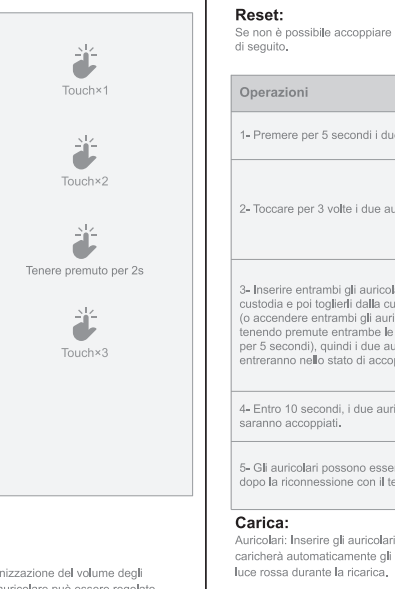 Touch×1
Touch×2
Tenere premuto per 2s
Touch×3
nizzazione del volume degli
auricolare può essere regolato
Reset:
Se non è possibile accoppiare
di seguito.
Operazioni
1- Premere per 5 secondi i du
2- Toccare per 3 volte i due au
3- Inserire entrambi gli auricol
custodia e poi toglierli dalla cu
(o accendere entrambi gli auri
tenendo premute entrambe le
per 5 secondi), quindi i due au
entreranno nello stato di accop
4- Entro 10 secondi, i due auri
saranno accoppiati.
5- Gli auricolari possono esse
dopo la riconnessione con il te
Carica:
Auricolari: Inserire gli auricolari
caricherà automaticamente gli
luce rossa durante la ricarica.